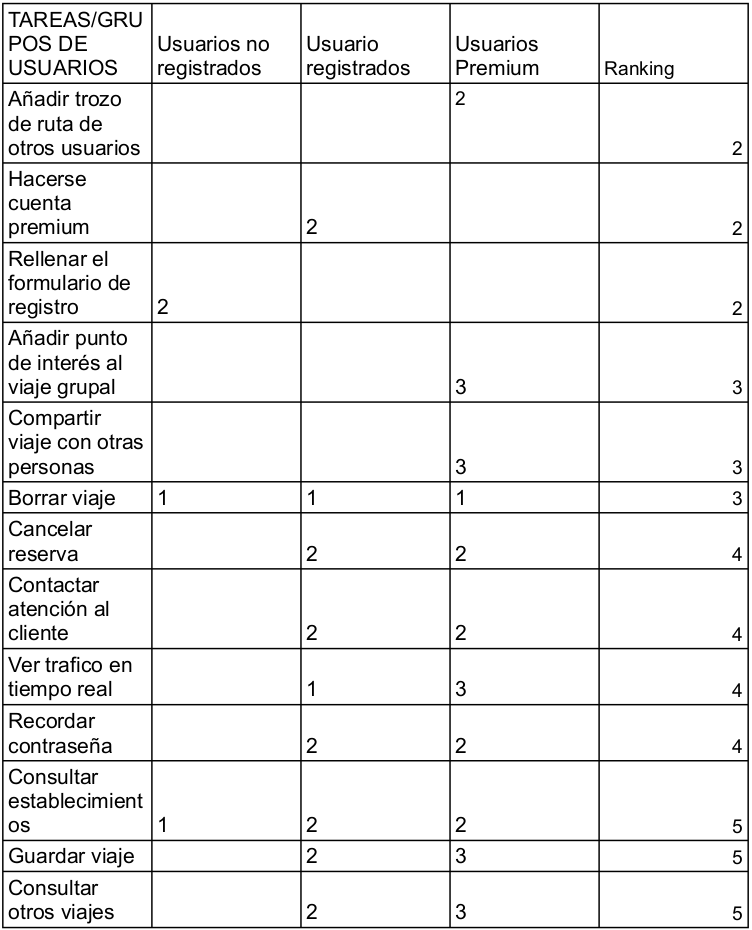 TAREAS/GRU
POS DE
USUARIOS
Usuarios no
registrados
Usuario
registrados
Usuarios
Premium
Ranking
Añadir trozo
de ruta de
otros usuarios
2
2
Hacerse
cuenta
premium
2
2
Rellenar el
formulario de
registro
2
2
Añadir punto
de interés al
viaje grupal
3
3
Compartir
viaje con otras
personas
3
3
Borrar viaje
1
1
1
3
Cancelar
reserva
2
2
4
Contactar
atención al
cliente
2
2
4
Ver trafico en
tiempo real
1
3
4
Recordar
contraseña
2
2
4
Consultar
establecimient
os
1
2
2
5
Guardar viaje
2
3
5
Consultar
otros viajes
2
3
5